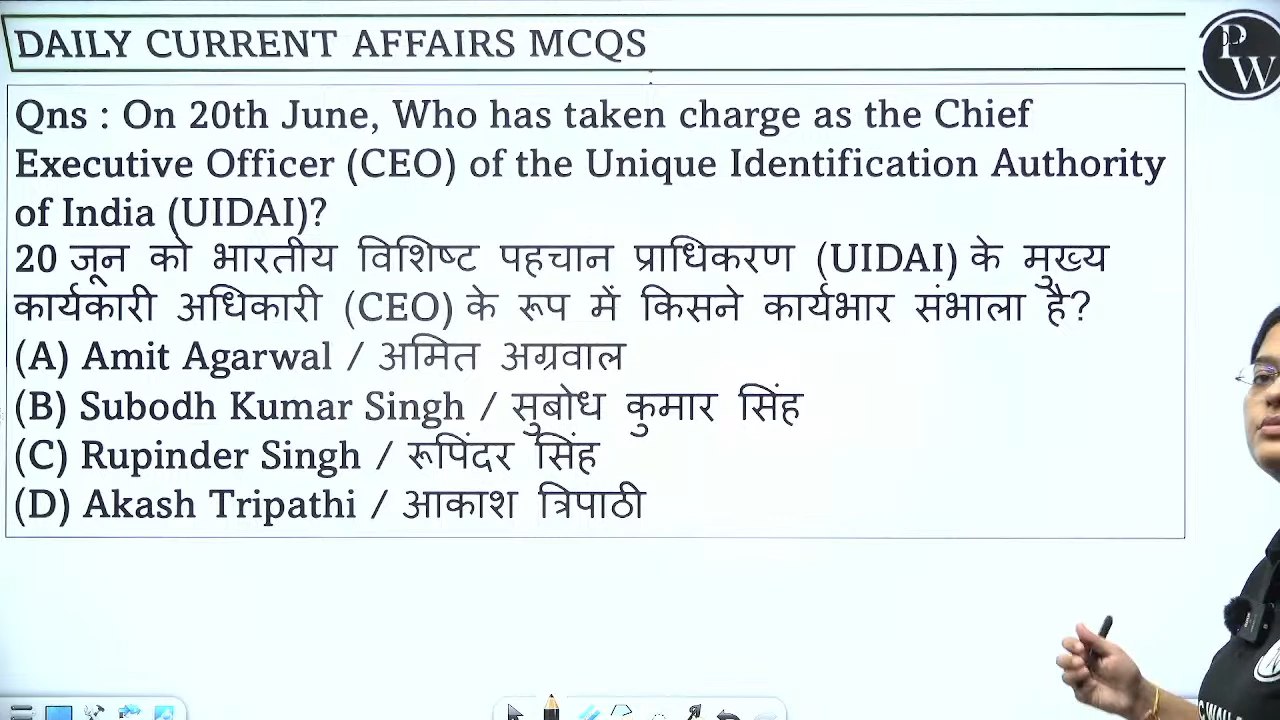 DAILY CURRENT AFFAIRS MCQS
PW
Qns : On 20th June, Who has taken charge as the Chief
Executive Officer (CEO) of the Unique Identification Authority
of India (UIDAI)?
20 जून को भारतीय विशिष्ट पहचान प्राधिकरण (UIDAI) के मुख्य
कार्यकारी अधिकारी (CEO) के रूप में किसने कार्यभार संभाला है?
(A) Amit Agarwal / अमित अग्रवाल
(B) Subodh Kumar Singh / सुबोध कुमार सिंह
(C) Rupinder Singh / रूपिंदर सिंह
(D) Akash Tripathi / आकाश त्रिपाठी